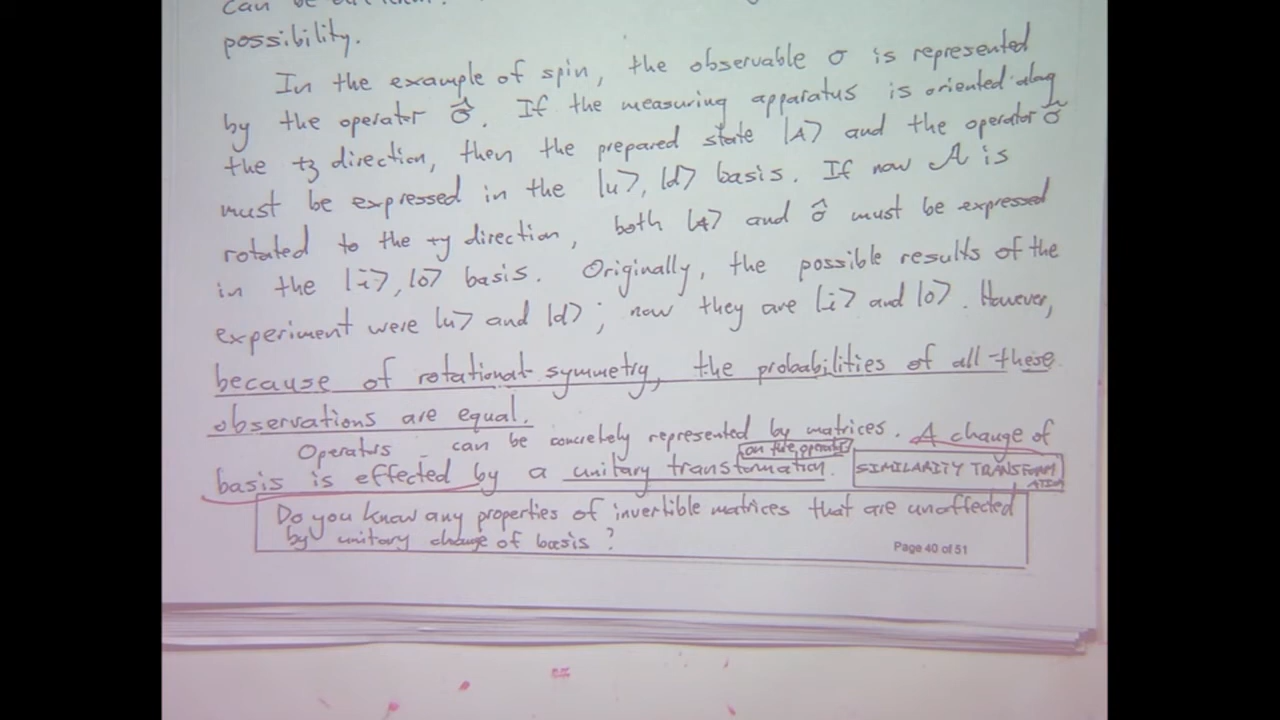 can be
possibility.
In the example of spin, the observable σ is represented
by the operator σ̂. If the measuring apparatus is oriented along
the +z direction, then the prepared state |A⟩ and the operator σ̂
must be expressed in the |u⟩, |d⟩ basis. If now 𝒜 is
rotated to the +y direction, both |A⟩ and σ̂ must be expressed
in the |i⟩, |o⟩ basis. Originally, the possible results of the
experiment were |u⟩ and |d⟩; now they are |i⟩ and |o⟩. However,
because of rotational symmetry, the probabilities of all these
observations are equal.
Operators can be concretely represented by matrices. A change of
on the operator
basis is effected by a unitary transformation. SIMILARITY TRANSFORM
ATION
Do you know any properties of invertible matrices that are unaffected
by unitary change of basis?
Page 40 of 51